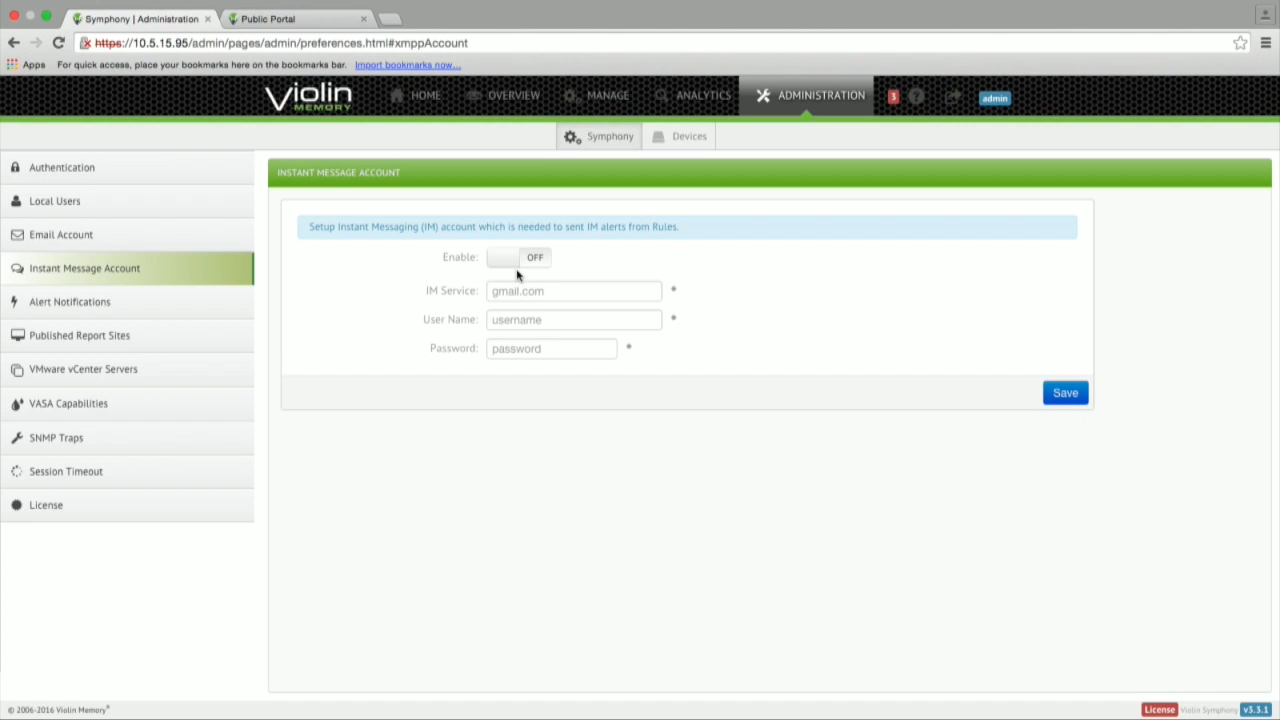 Symphony | Administration
Public Portal
https://10.5.15.95/admin/pages/admin/preferences.html#xmppAccount
Apps For quick access, place your bookmarks here on the bookmarks bar. Import bookmarks now...
Violin MEMORY HOME OVERVIEW MANAGE ANALYTICS ADMINISTRATION 3 ? admin
Symphony Devices
Authentication
Local Users
Email Account
Instant Message Account
Alert Notifications
Published Report Sites
VMware vCenter Servers
VASA Capabilities
SNMP Traps
Session Timeout
License
INSTANT MESSAGE ACCOUNT
Setup Instant Messaging (IM) account which is needed to sent IM alerts from Rules.
Enable: OFF
IM Service: gmail.com *
User Name: username *
Password: password *
Save
© 2006-2016 Violin Memory®
License Violin Symphony v3.3.1